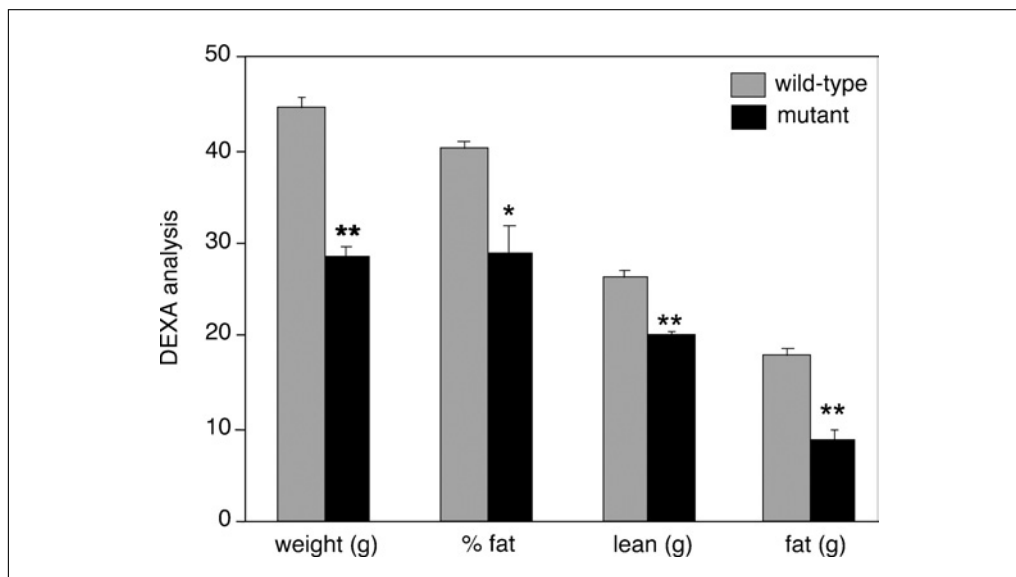 50
40
30
20
10
0
DEXA analysis
wild-type
mutant
**
*
**
**
weight (g)
% fat
lean (g)
fat (g)